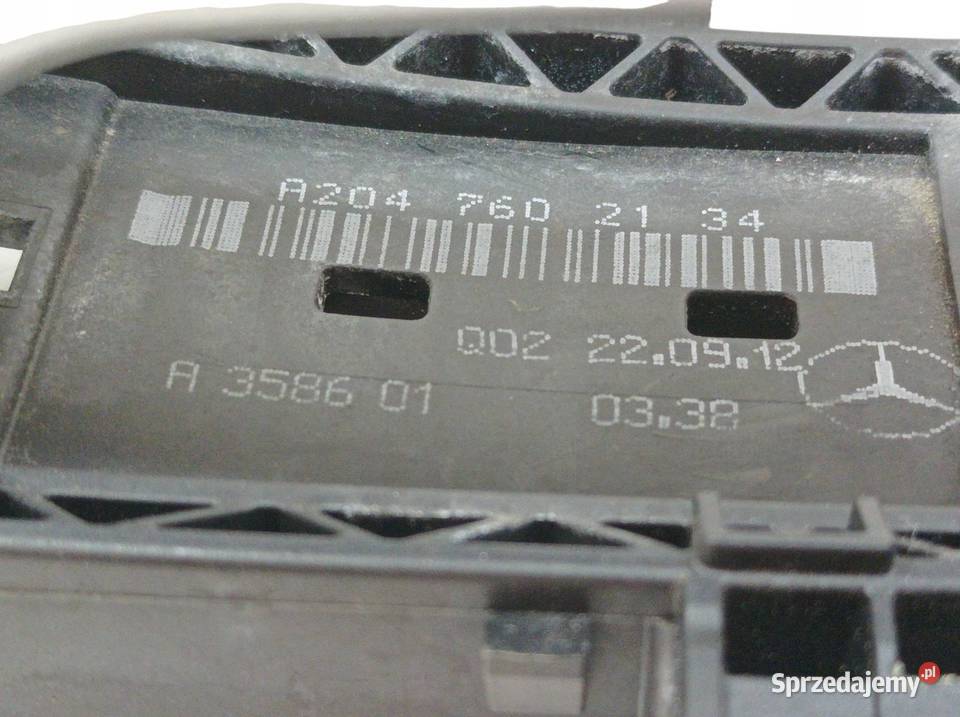 A204 760 21 34
Q02 22.09.12
A 3586 01
03.38
Sprzedajemy.pl